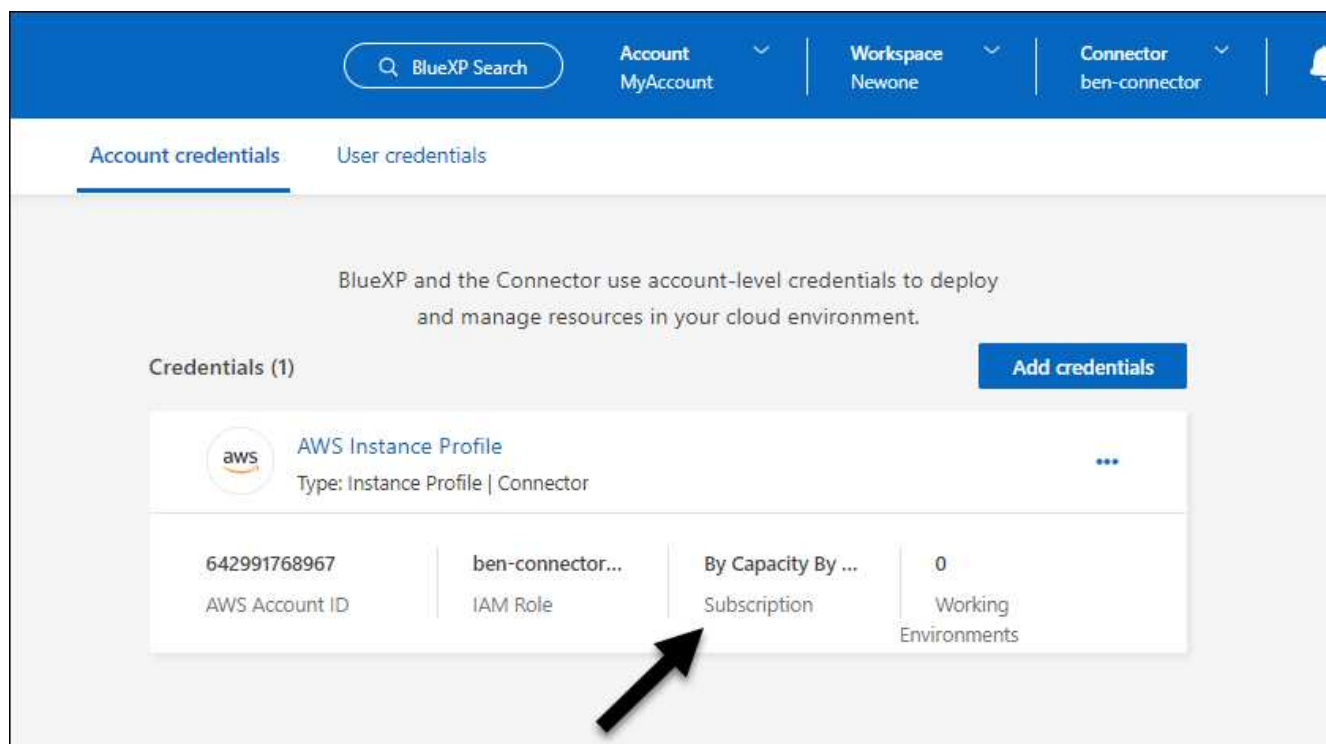 BlueXP Search
Account
MyAccount
Workspace
Newone
Connector
ben-connector
Account credentials
User credentials
BlueXP and the Connector use account-level credentials to deploy
and manage resources in your cloud environment.
Credentials (1)
Add credentials
aws
AWS Instance Profile
Type: Instance Profile | Connector
642991768967
AWS Account ID
ben-connector...
IAM Role
By Capacity By ...
Subscription
0
Working
Environments